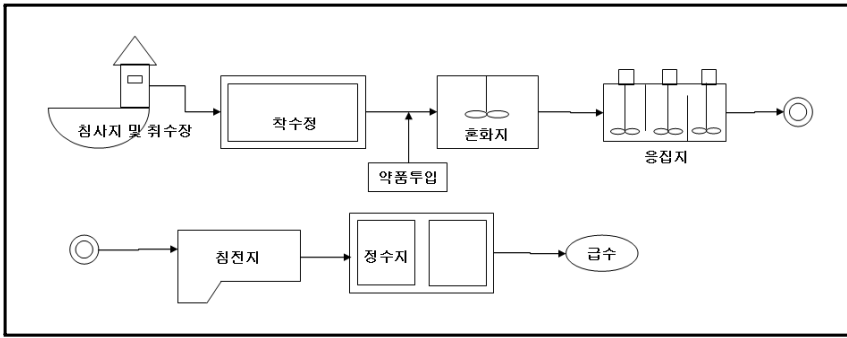 침사지 및 취수장
착수정
혼화지
응집지
약품투입
침전지
정수지
급수